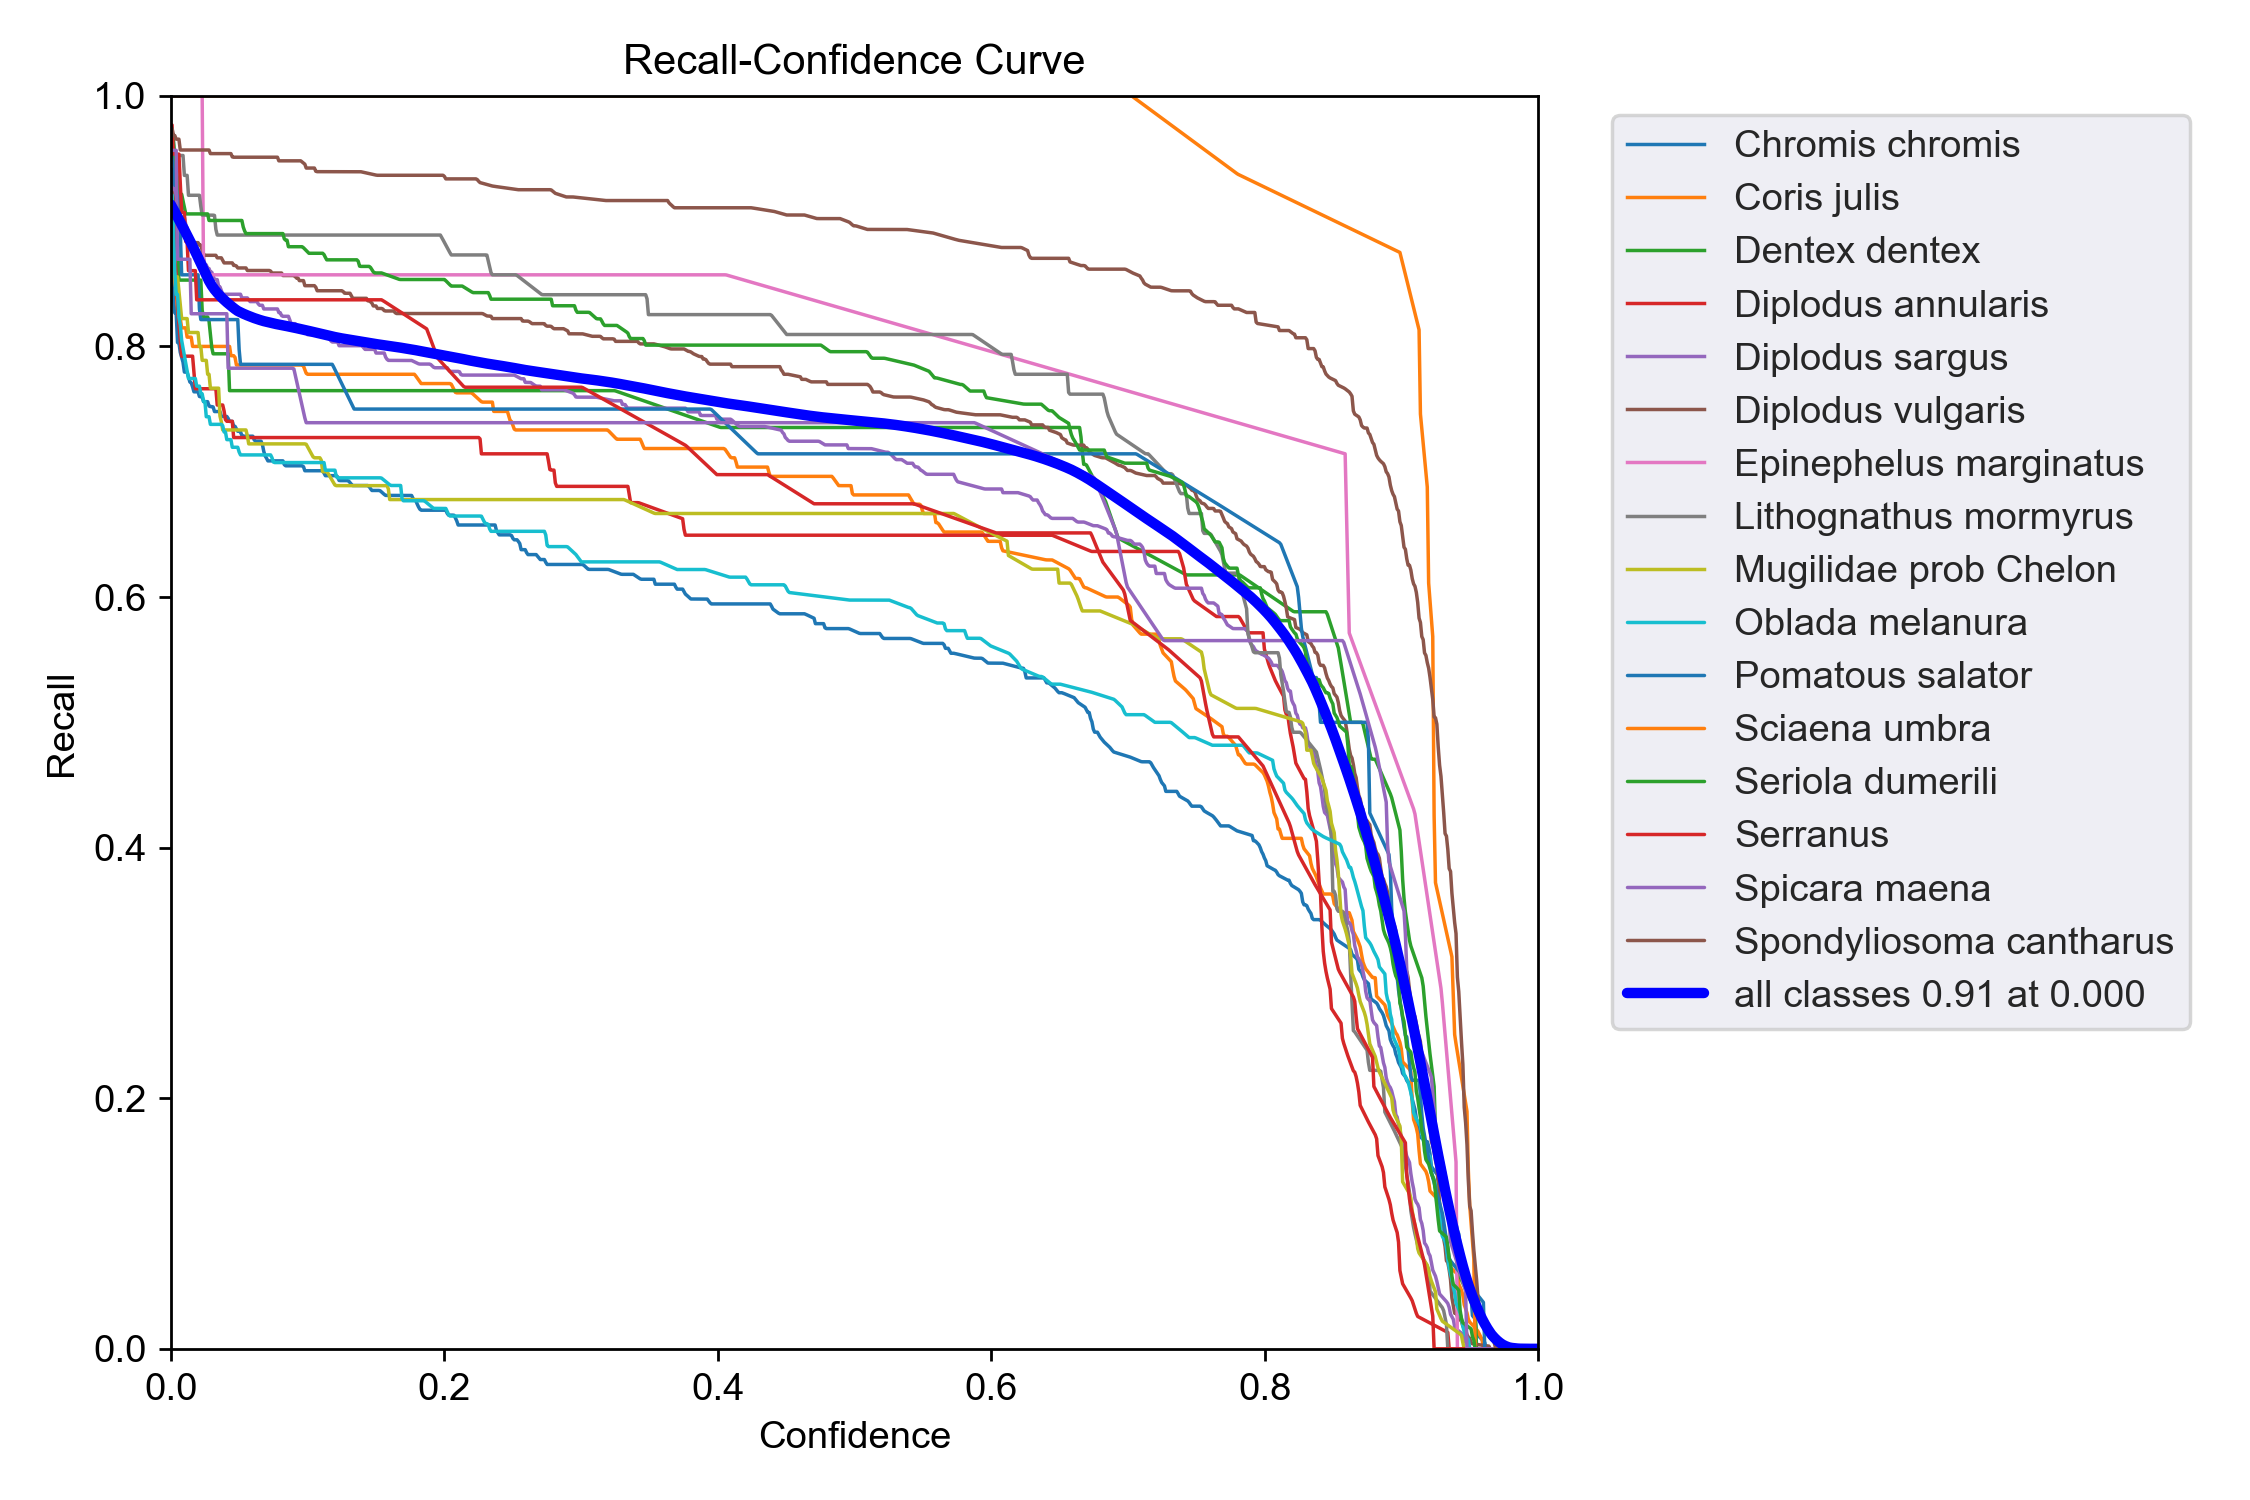 Recall-Confidence Curve
1.0
0.8
0.6
0.4
0.2
0.0
Recall
0.0 0.2 0.4 0.6 0.8 1.0
Confidence
Chromis chromis
Coris julis
Dentex dentex
Diplodus annularis
Diplodus sargus
Diplodus vulgaris
Epinephelus marginatus
Lithognathus mormyrus
Mugilidae prob Chelon
Oblada melanura
Pomatous salator
Sciaena umbra
Seriola dumerili
Serranus
Spicara maena
Spondyliosoma cantharus
all classes 0.91 at 0.000